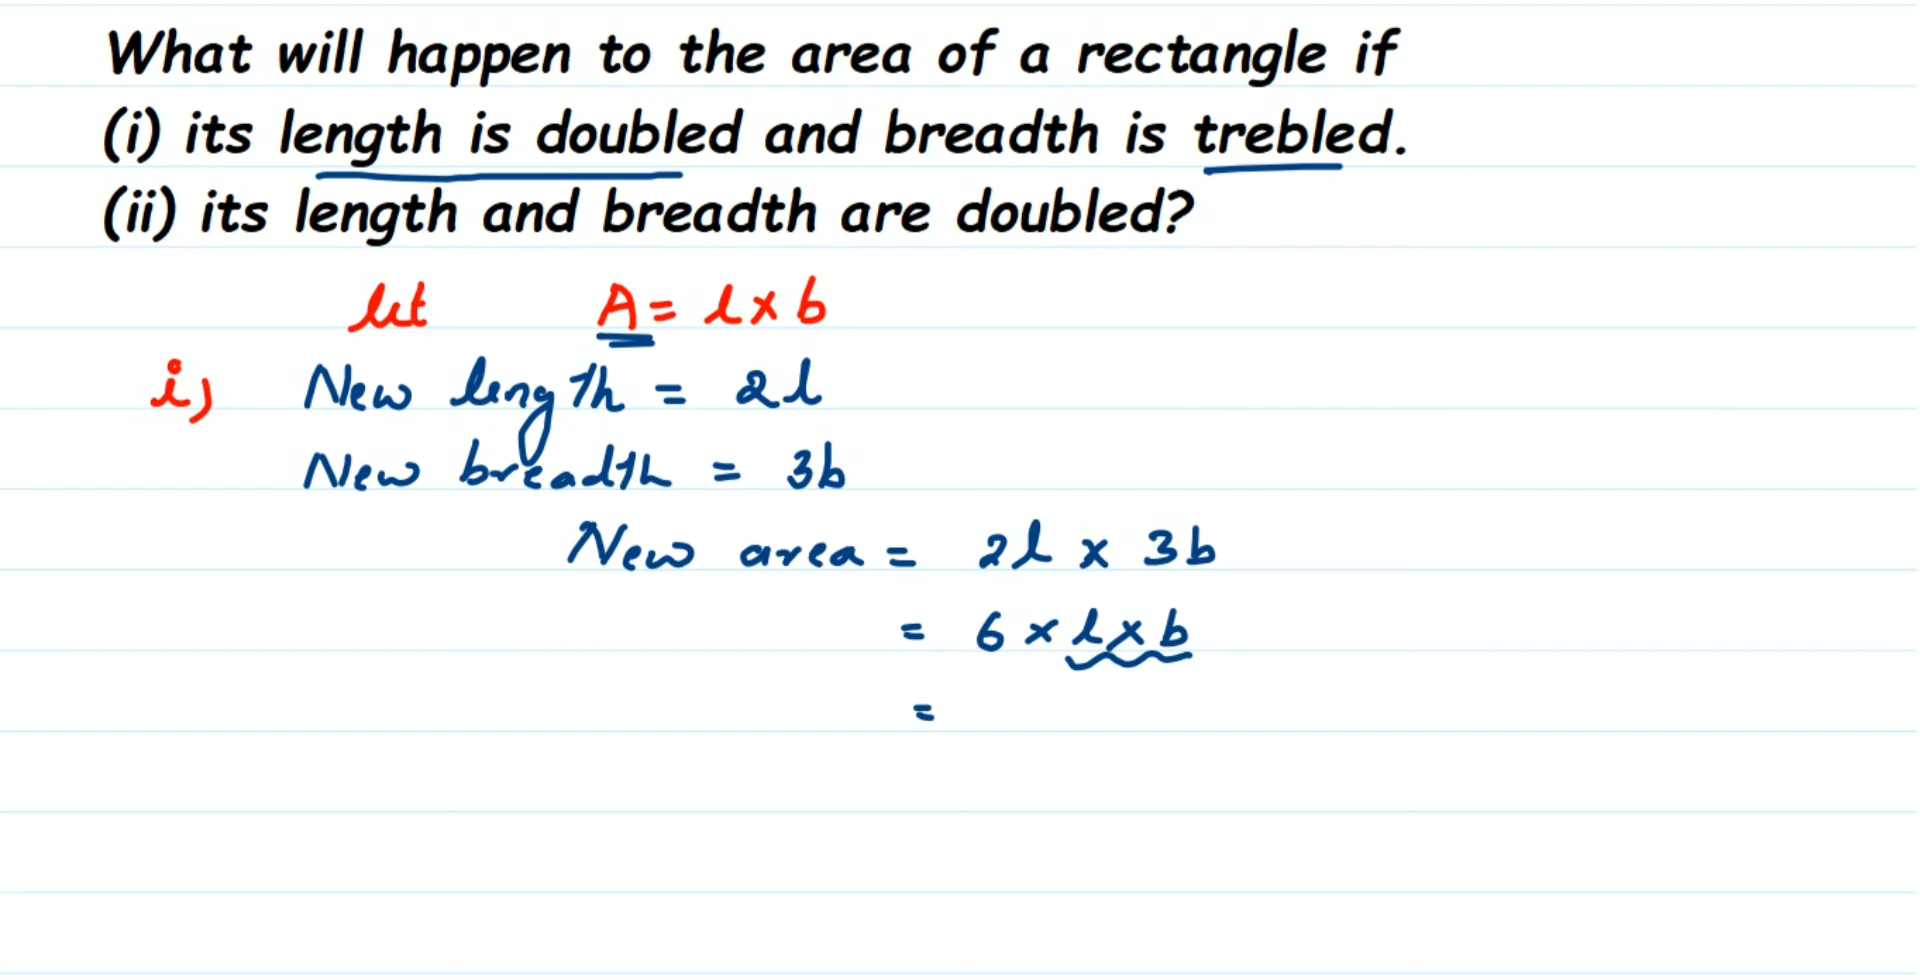 What will happen to the area of a rectangle if
(i) its length is doubled and breadth is trebled.
(ii) its length and breadth are doubled?
let A = l x b
i) New length = 2l
New breadth = 3b
New area = 2l x 3b
= 6 x l x b
=